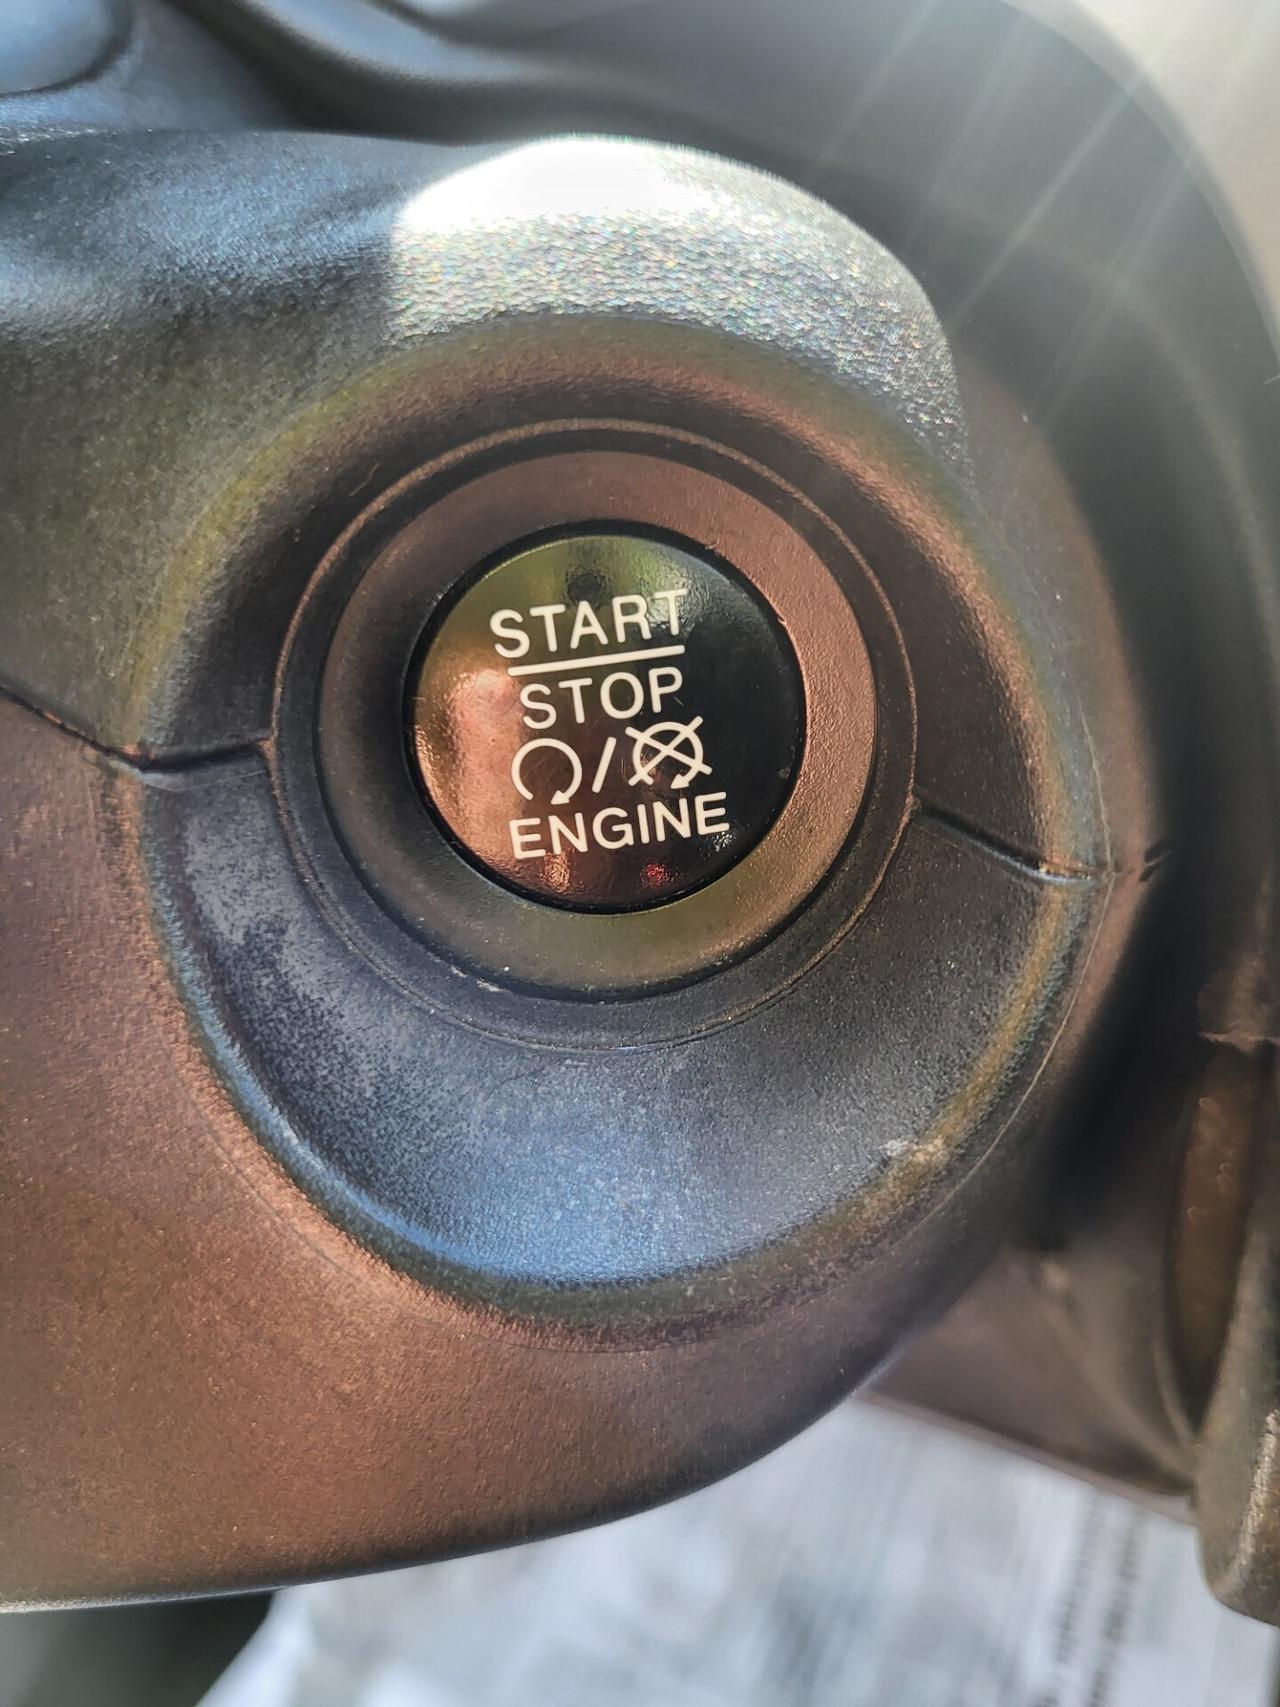 START
STOP
/
ENGINE